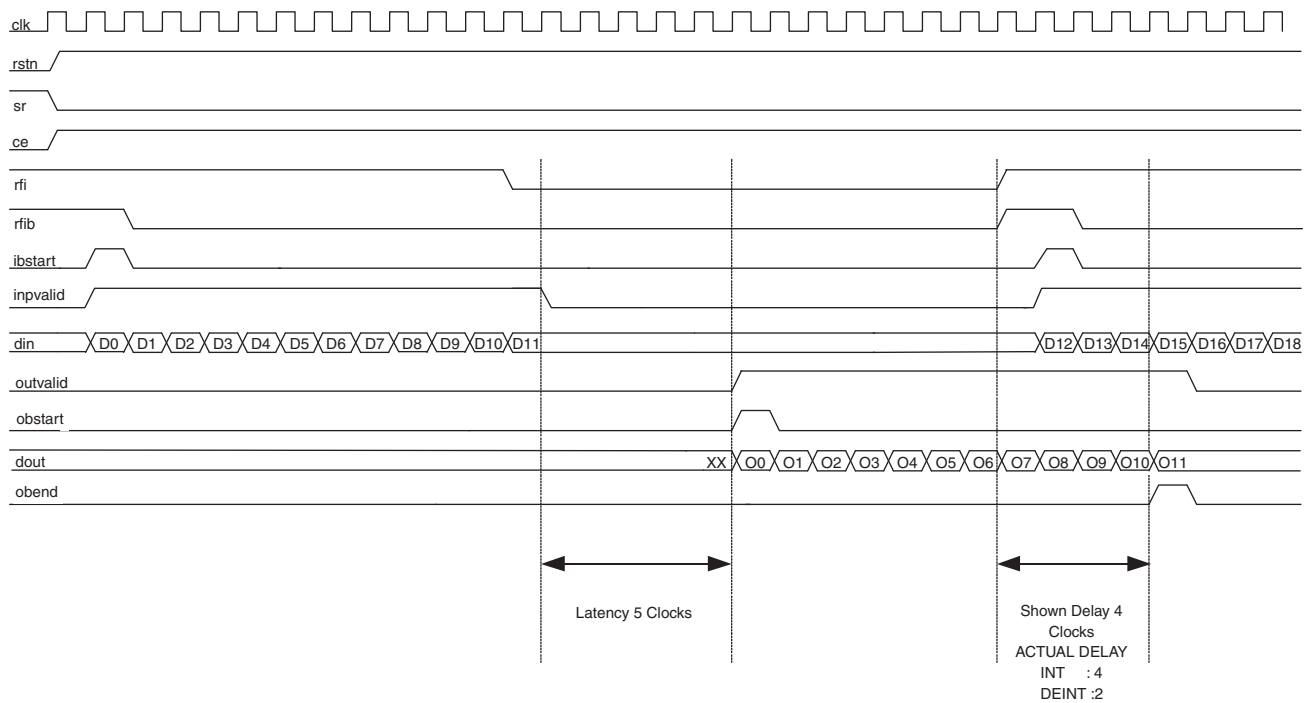 clk
rstn
sr
ce
rfi
rfib
ibstart
inpvalid
din D0 D1 D2 D3 D4 D5 D6 D7 D8 D9 D10 D11 D12 D13 D14 D15 D16 D17 D18
outvalid
obstart
dout XX O0 O1 O2 O3 O4 O5 O6 O7 O8 O9 O10 O11
obend
Latency 5 Clocks
Shown Delay 4
Clocks
ACTUAL DELAY
INT : 4
DEINT :2